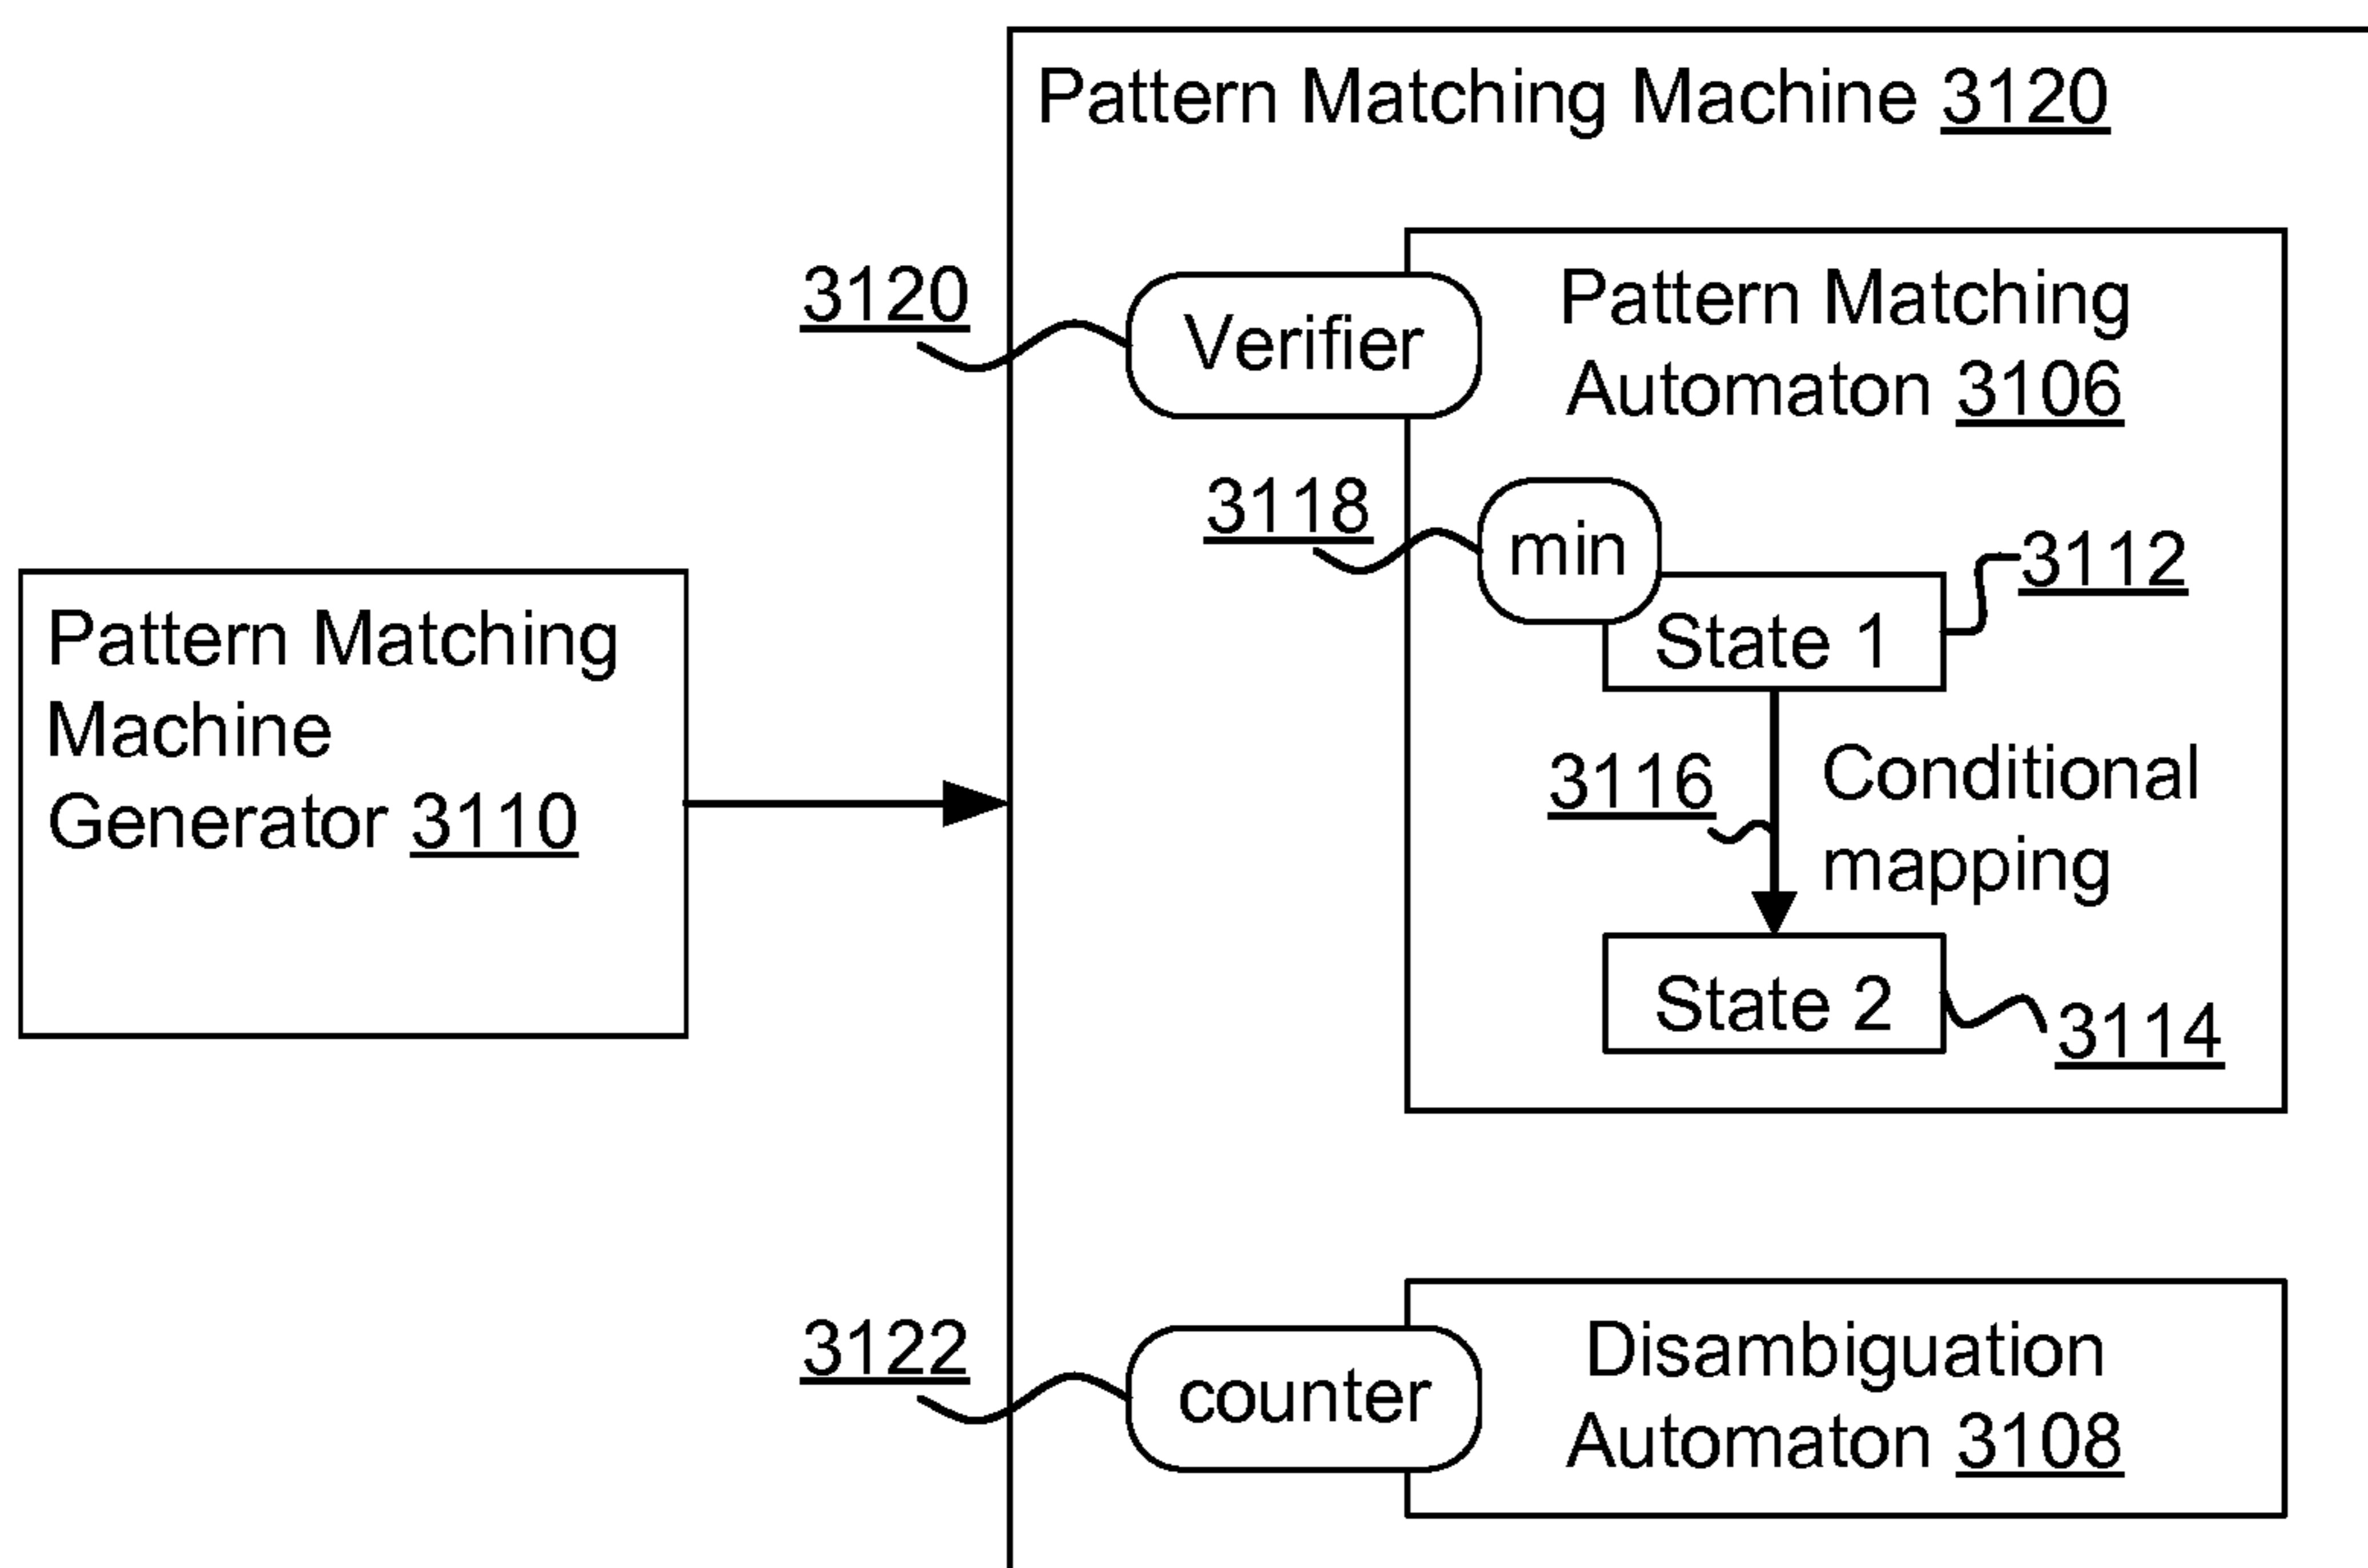 Pattern Matching Machine 3120
3120
Verifier
Pattern Matching
Automaton 3106
3118
min
3112
State 1
Pattern Matching
Machine
Generator 3110
3116
Conditional
mapping
State 2
3114
3122
counter
Disambiguation
Automaton 3108